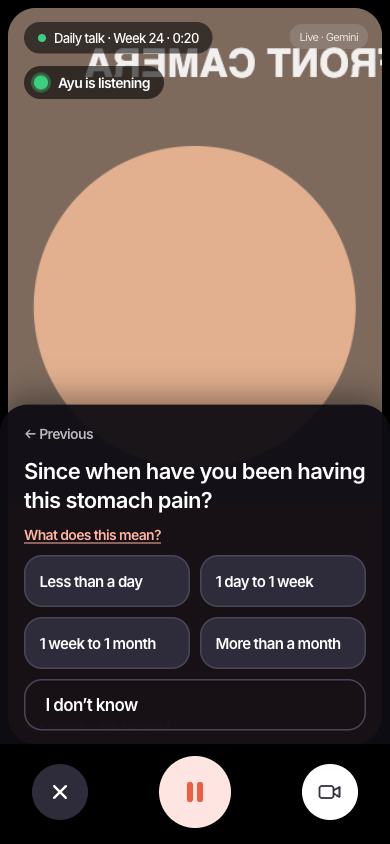 Daily talk · Week 24 · 0:20
Live · Gemini
FRONT CAMERA
Ayu is listening
← Previous
Since when have you been having
this stomach pain?
What does this mean?
Less than a day
1 day to 1 week
1 week to 1 month
More than a month
I don’t know